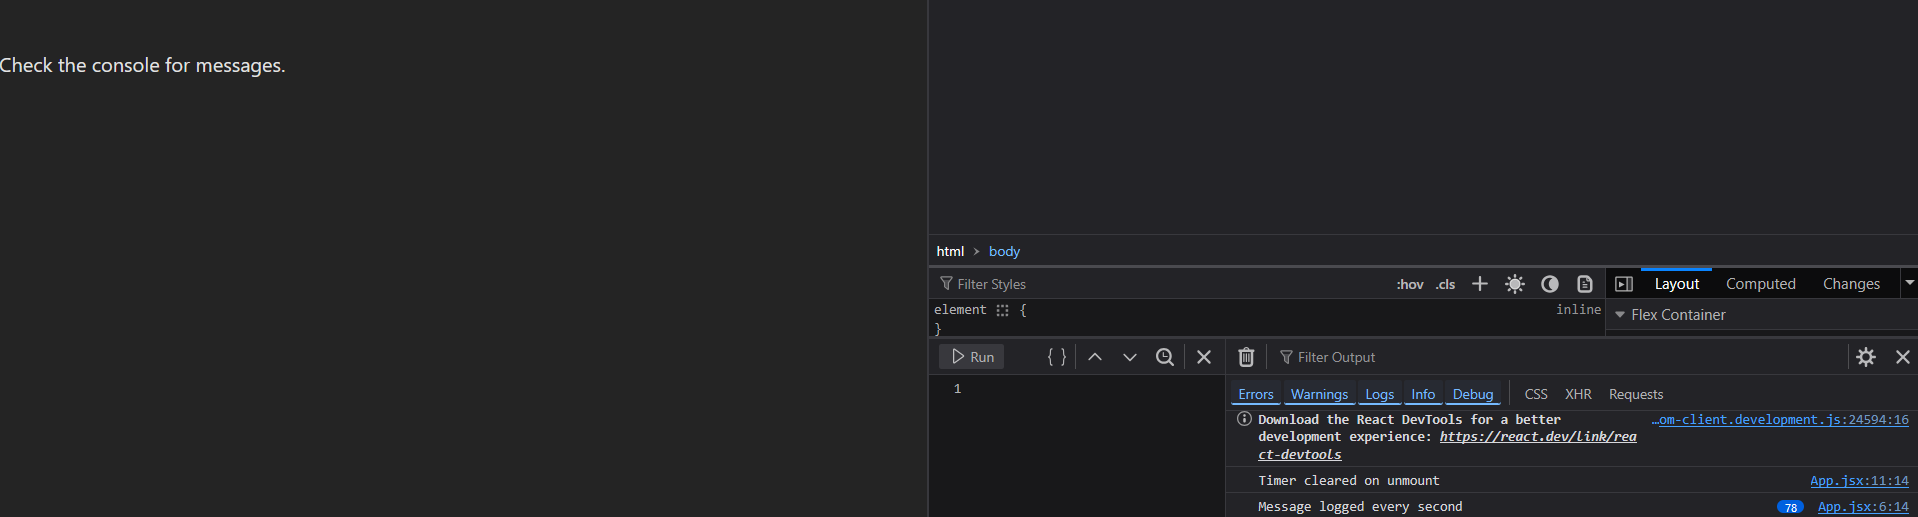 Check the console for messages.
html > body
Filter Styles
:hov .cls
Layout Computed Changes
element {
inline
}
Flex Container
Run
{ }
Filter Output
1
Errors Warnings Logs Info Debug CSS XHR Requests
Download the React DevTools for a better …om-client.development.js:24594:16
development experience: https://react.dev/link/rea
ct-devtools
Timer cleared on unmount App.jsx:11:14
Message logged every second 78 App.jsx:6:14